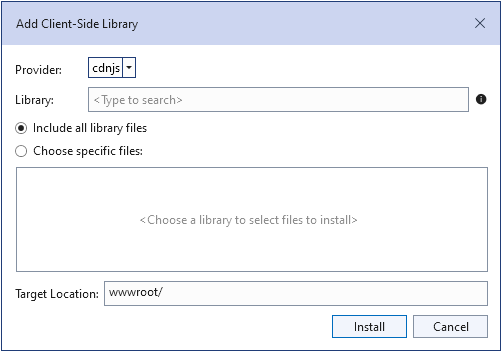 Add Client-Side Library
Provider: cdnjs
Library: <Type to search>
Include all library files
Choose specific files:
<Choose a library to select files to install>
Target Location: wwwroot/
Install Cancel